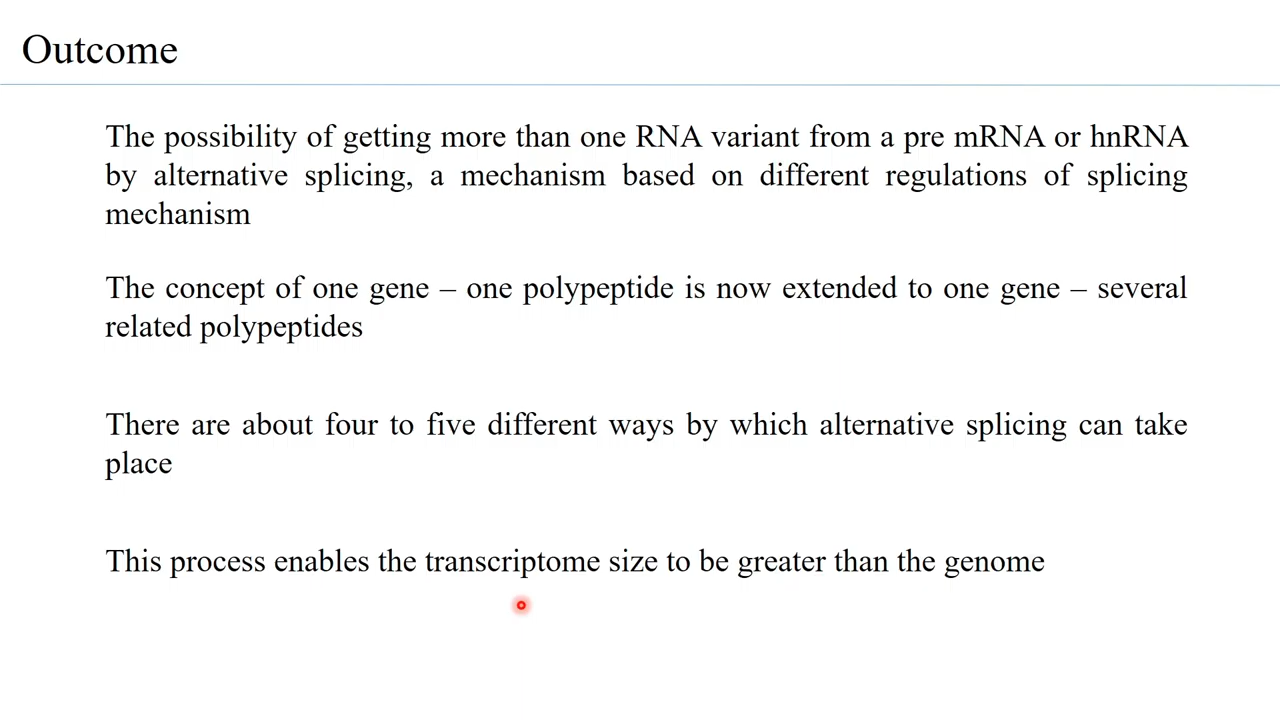 Outcome
The possibility of getting more than one RNA variant from a pre mRNA or hnRNA
by alternative splicing, a mechanism based on different regulations of splicing
mechanism
The concept of one gene – one polypeptide is now extended to one gene – several
related polypeptides
There are about four to five different ways by which alternative splicing can take
place
This process enables the transcriptome size to be greater than the genome